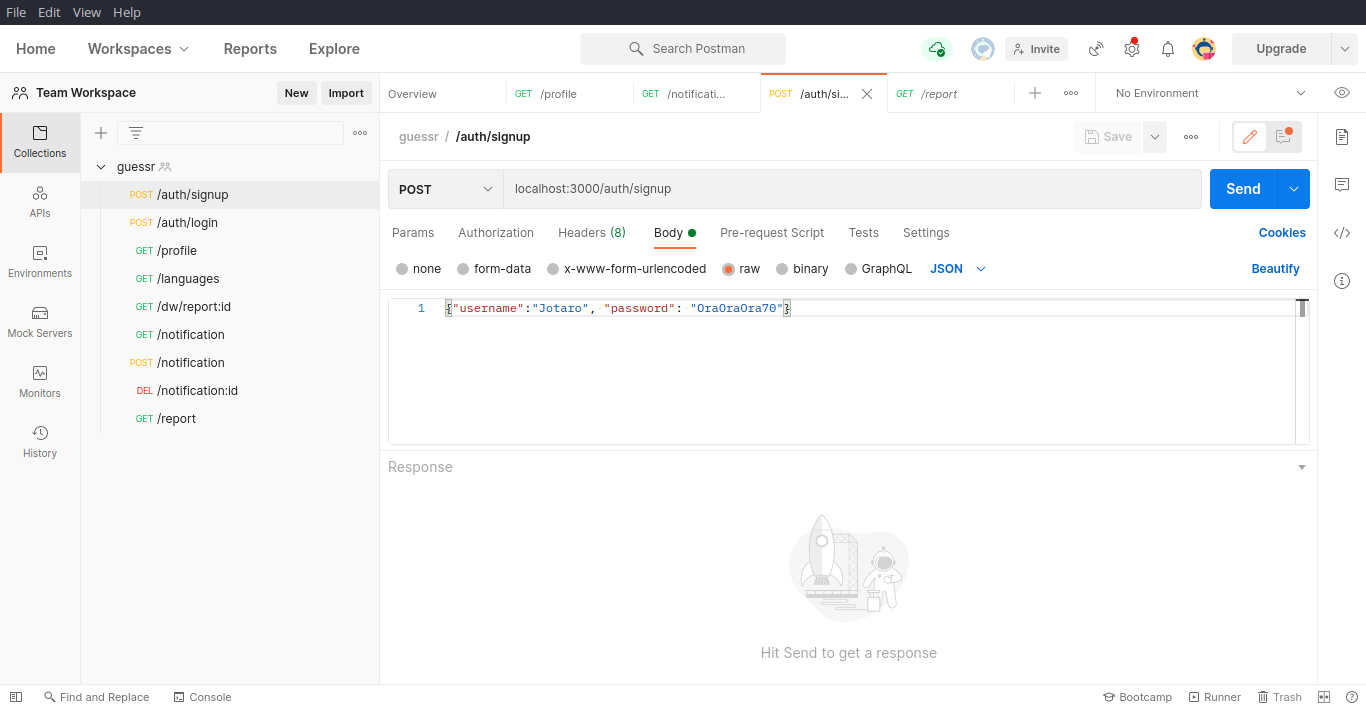 File Edit View Help
Home Workspaces Reports Explore Search Postman Invite Upgrade
Team Workspace New Import
Overview GET /profile GET /notificati... POST /auth/si... GET /report No Environment
guessr / /auth/signup Save
Collections
APIs
Environments
Mock Servers
Monitors
History
guessr
POST /auth/signup
POST /auth/login
GET /profile
GET /languages
GET /dw/report:id
GET /notification
POST /notification
DEL /notification:id
GET /report
POST localhost:3000/auth/signup Send
Params Authorization Headers (8) Body Pre-request Script Tests Settings Cookies
none form-data x-www-form-urlencoded raw binary GraphQL JSON Beautify
1 {"username":"Jotaro", "password": "OraOraOra70"}
Response
Hit Send to get a response
Find and Replace Console Bootcamp Runner Trash